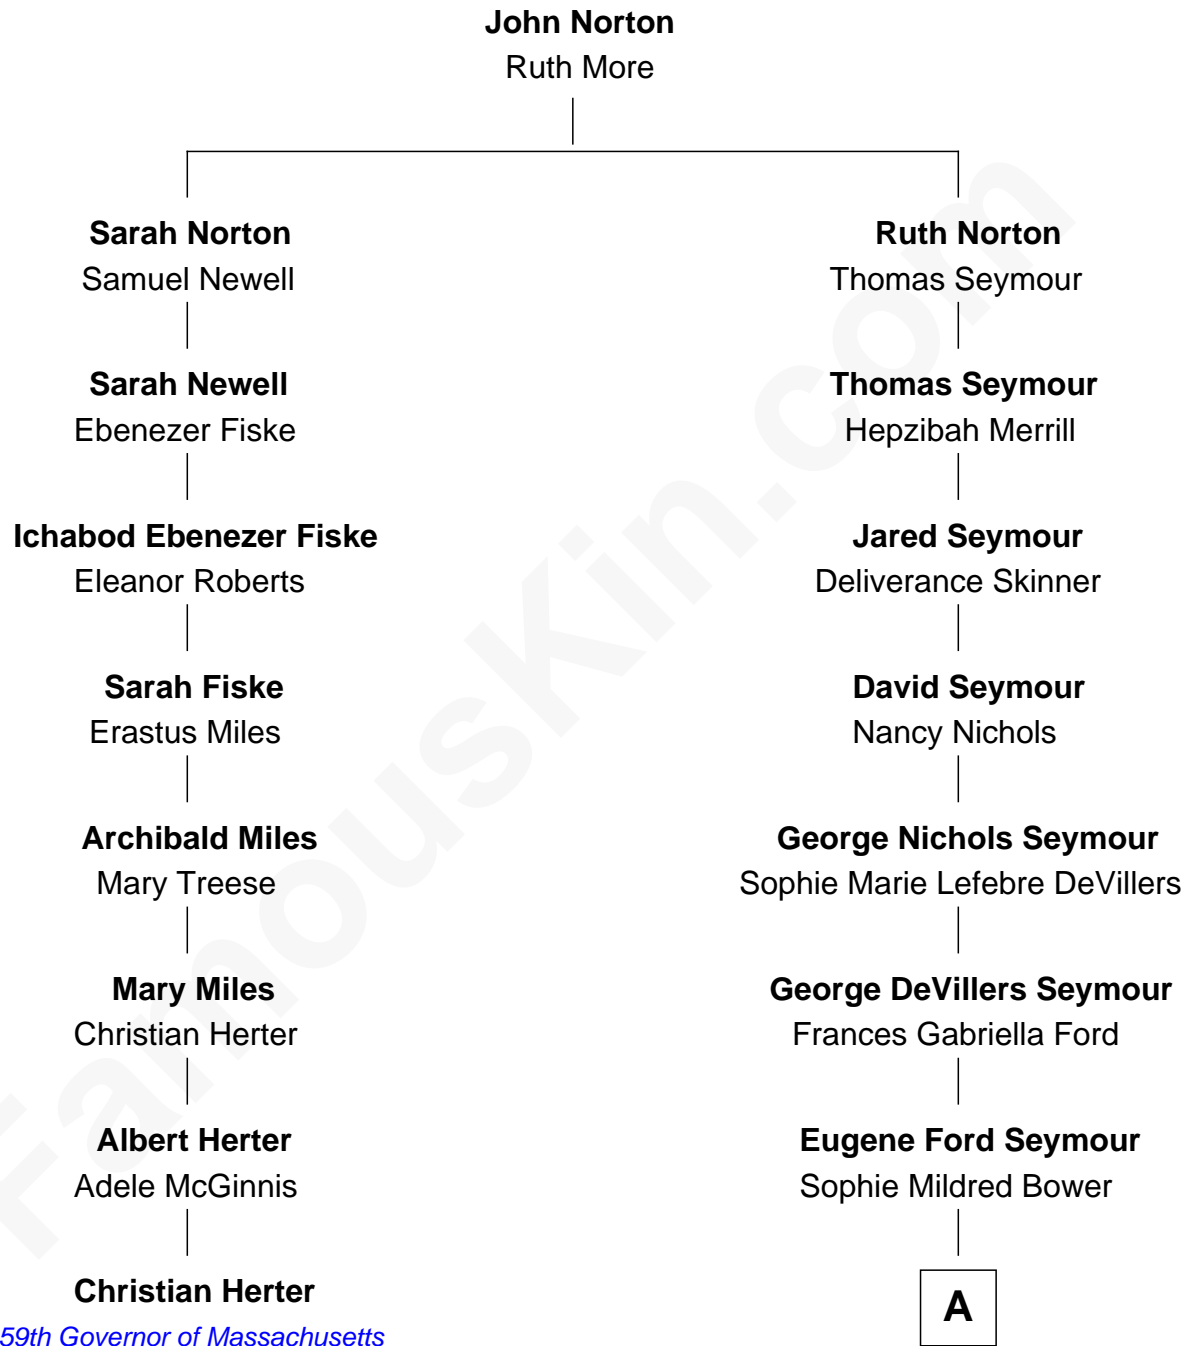 John Norton
Ruth More
Sarah Norton
Samuel Newell
Ruth Norton
Thomas Seymour
Sarah Newell
Ebenezer Fiske
Thomas Seymour
Hepzibah Merrill
Ichabod Ebenezer Fiske
Eleanor Roberts
Jared Seymour
Deliverance Skinner
Sarah Fiske
Erastus Miles
David Seymour
Nancy Nichols
Archibald Miles
Mary Treese
George Nichols Seymour
Sophie Marie Lefebre DeVillers
Mary Miles
Christian Herter
George DeVillers Seymour
Frances Gabriella Ford
Albert Herter
Adele McGinnis
Eugene Ford Seymour
Sophie Mildred Bower
Christian Herter
59th Governor of Massachusetts
A
FamousKin.com